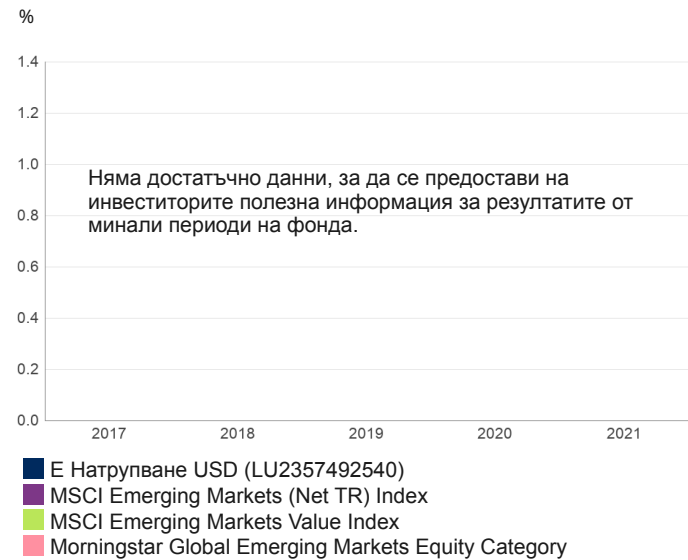 %
1.4
1.2
1.0
Няма достатъчно данни, за да се предостави на
инвеститорите полезна информация за резултатите от
минали периоди на фонда.
0.8
0.6
0.4
0.2
0.0
2017 2018 2019 2020 2021
E Натрупване USD (LU2357492540)
MSCI Emerging Markets (Net TR) Index
MSCI Emerging Markets Value Index
Morningstar Global Emerging Markets Equity Category